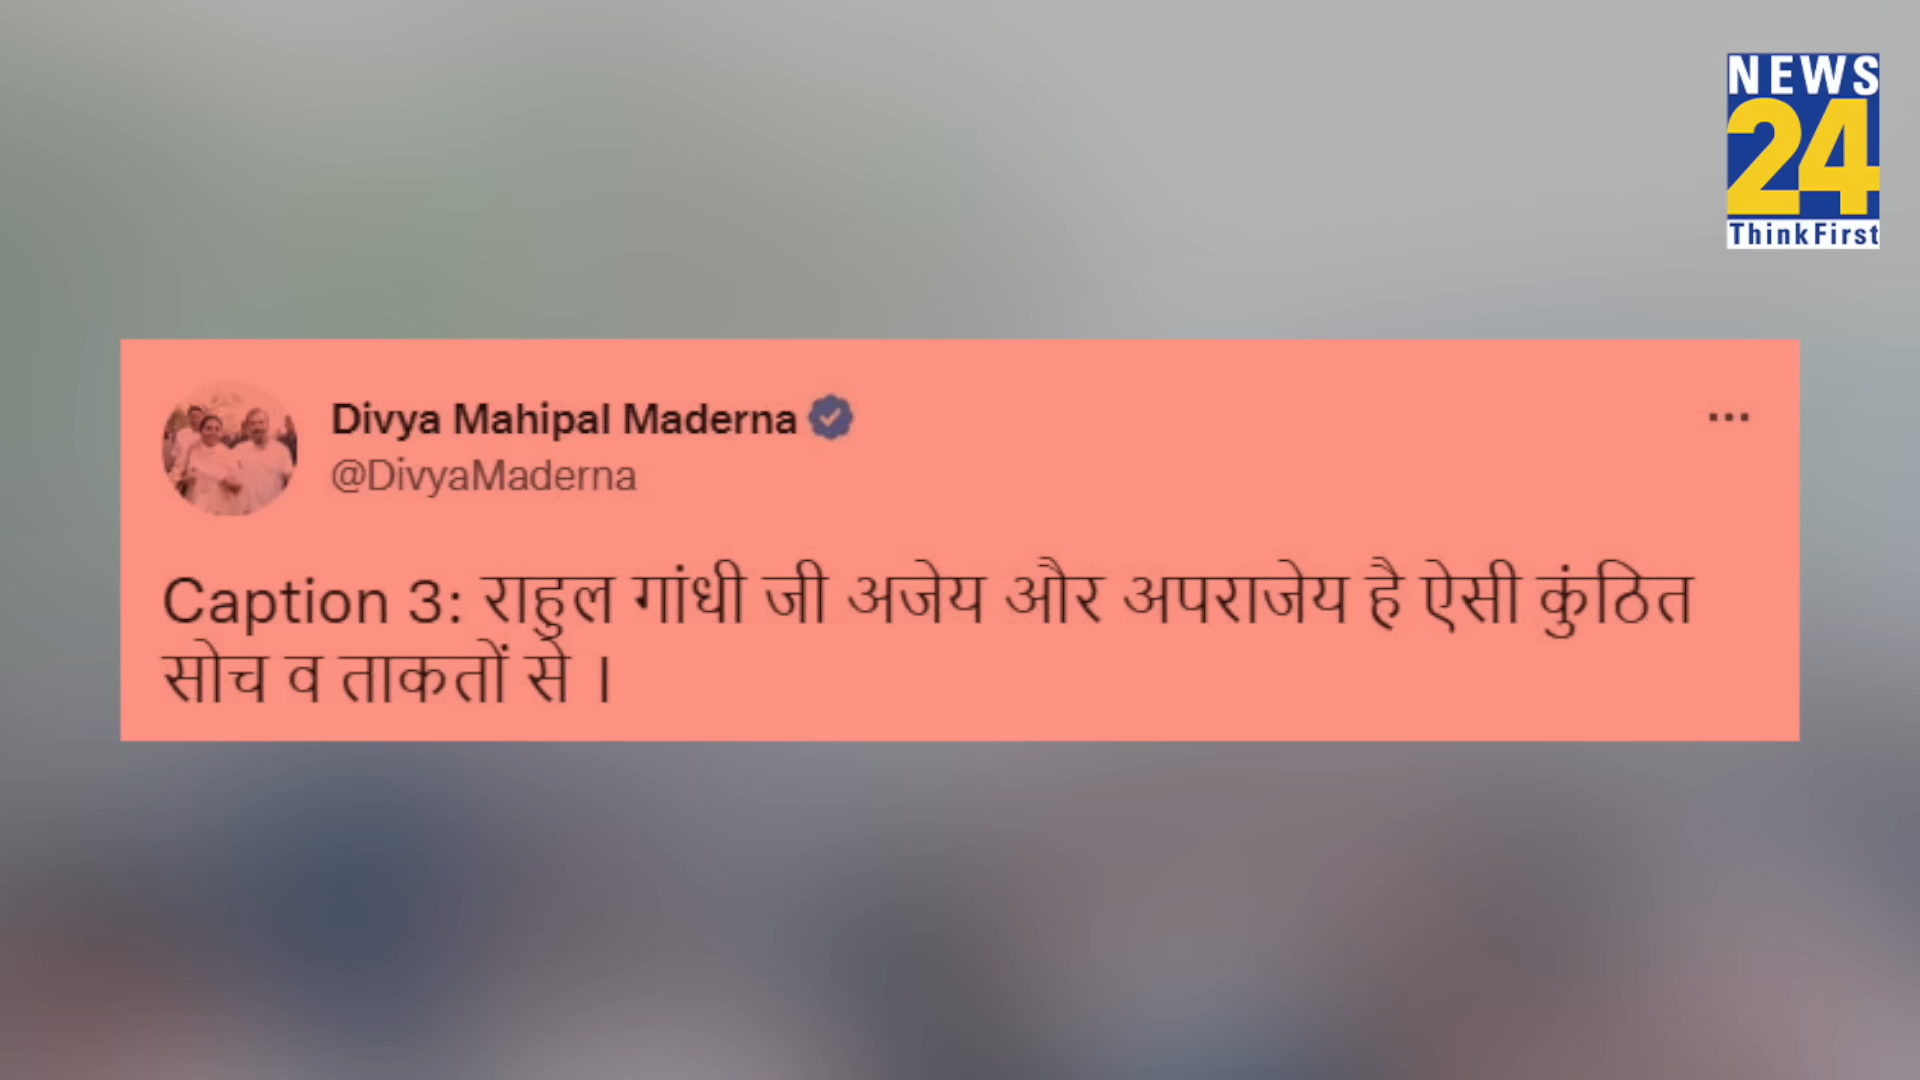 NEWS
24
ThinkFirst
Divya Mahipal Maderna
@DivyaMaderna
Caption 3: राहुल गांधी जी अजेय और अपराजेय है ऐसी कुंठित
सोच व ताकतों से ।